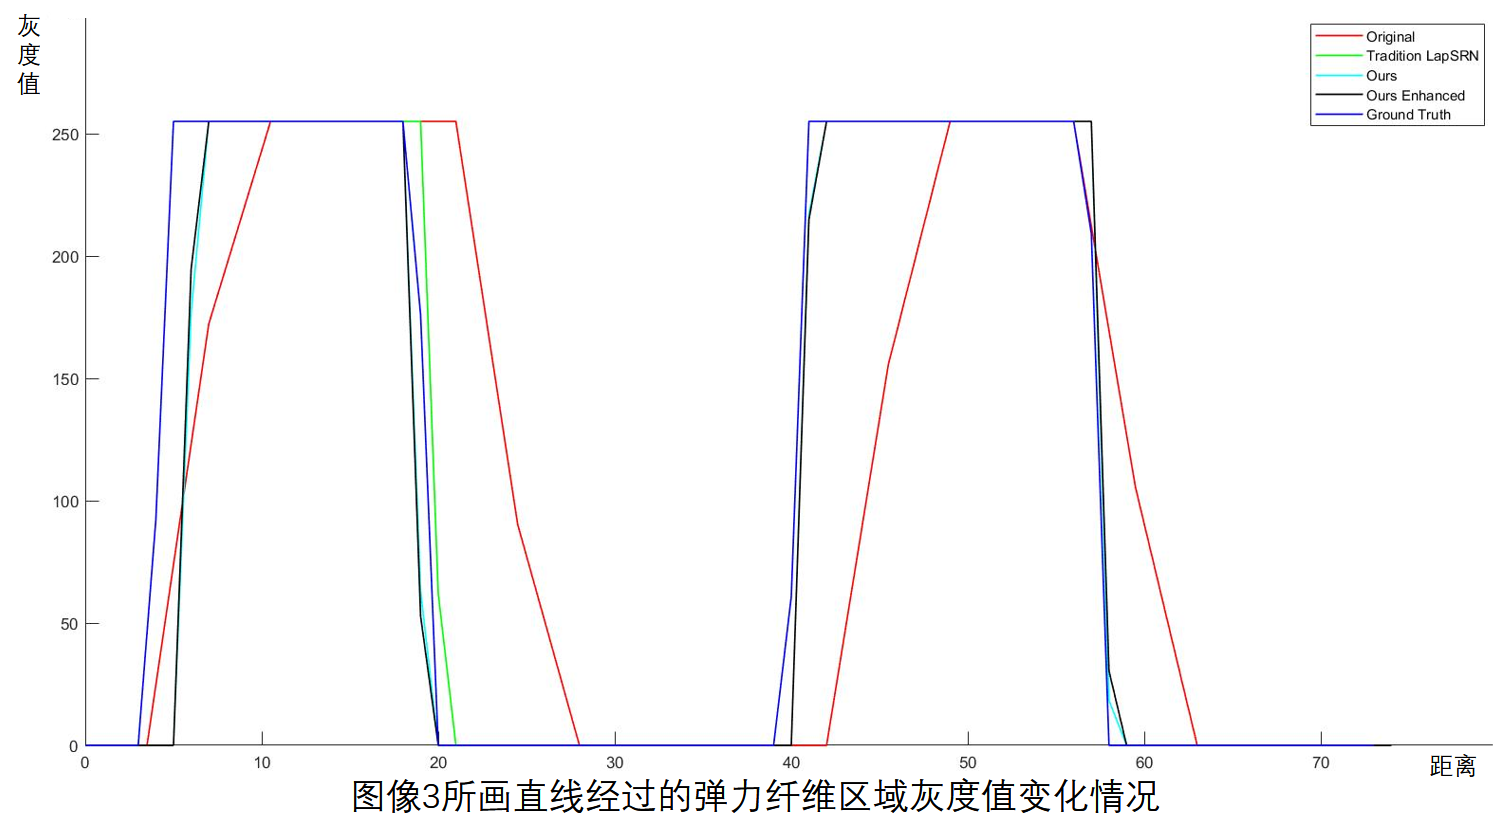 灰
度
值
Original
Tradition LapSRN
Ours
Ours Enhanced
Ground Truth
250
200
150
100
50
0
0 10 20 30 40 50 60 70
距离
图像3所画直线经过的弹力纤维区域灰度值变化情况